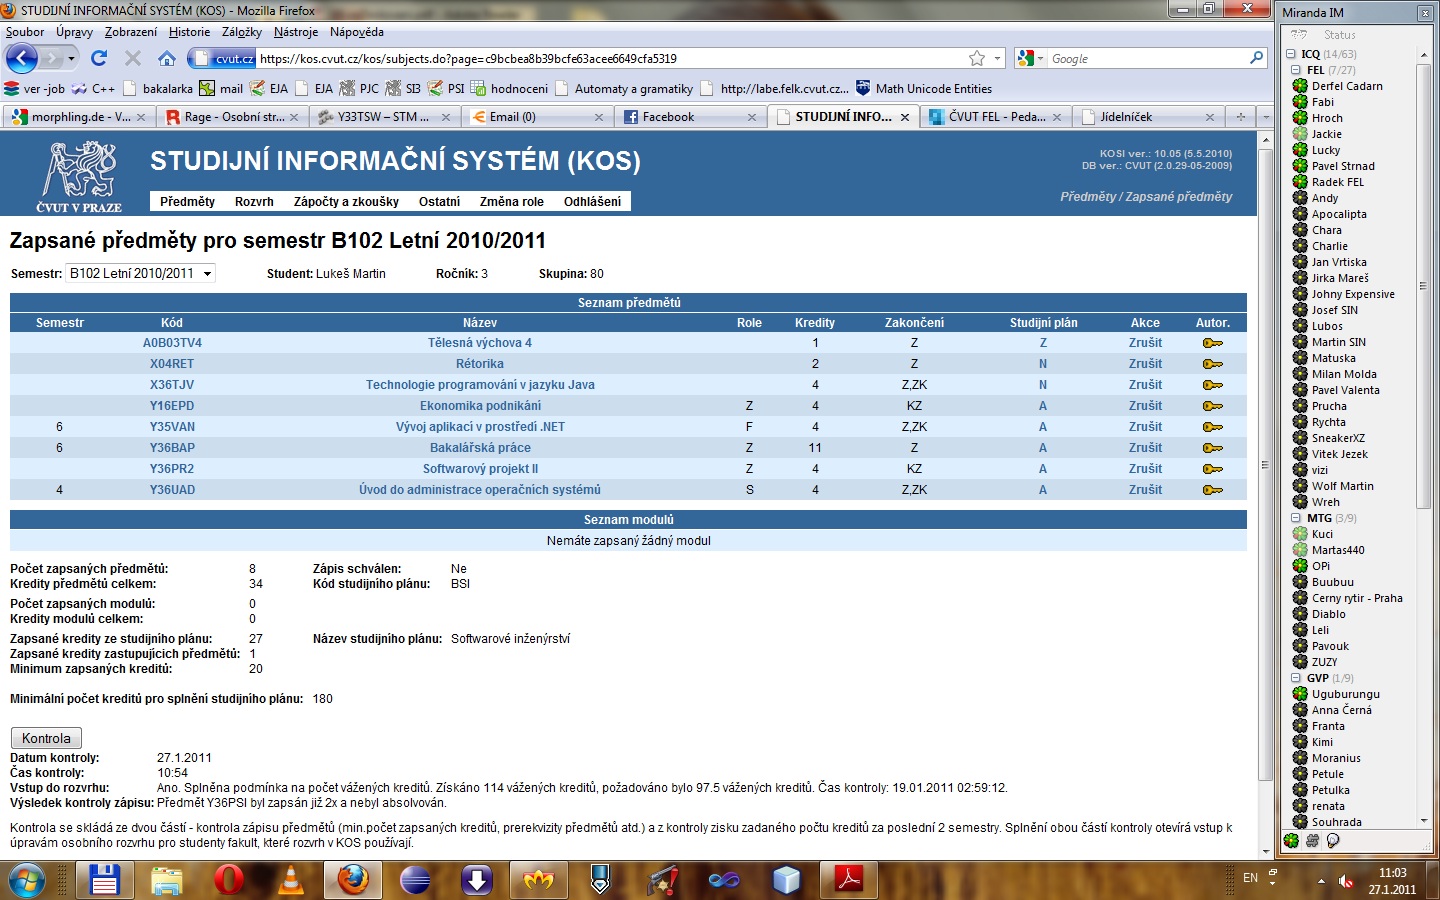 STUDIJNÍ INFORMAČNÍ SYSTÉM (KOS) - Mozilla Firefox
Soubor Úpravy Zobrazení Historie Záložky Nástroje Nápověda
cvut.cz https://kos.cvut.cz/kos/subjects.do?page=c9bcbea8b39bcfe63acee6649cfa5319
Google
ver -job C++ bakalarka mail EJA EJA PJC SI3 PSI hodnoceni Automaty a gramatiky http://labe.felk.cvut.cz... Math Unicode Entities
morphling.de - V... Rage - Osobní str... Y33TSW – STM ... Email (0) Facebook STUDIJNÍ INFO... ČVUT FEL - Peda... Jídelníček
ČVUT V PRAZE
STUDIJNÍ INFORMAČNÍ SYSTÉM (KOS)
KOSI ver.: 10.05 (5.5.2010)
DB ver.: CVUT (2.0.29-05-2009)
Předměty Rozvrh Zápočty a zkoušky Ostatní Změna role Odhlášení
Předměty / Zapsané předměty
Zapsané předměty pro semestr B102 Letní 2010/2011
Semestr: B102 Letní 2010/2011 Student: Lukeš Martin Ročník: 3 Skupina: 80
Seznam předmětů
Semestr Kód Název Role Kredity Zakončení Studijní plán Akce Autor.
A0B03TV4 Tělesná výchova 4 1 Z Z Zrušit
X04RET Rétorika 2 Z N Zrušit
X36TJV Technologie programování v jazyku Java 4 Z,ZK N Zrušit
Y16EPD Ekonomika podnikání Z 4 KZ A Zrušit
6 Y35VAN Vývoj aplikací v prostředí .NET F 4 Z,ZK A Zrušit
6 Y36BAP Bakalářská práce Z 11 Z A Zrušit
Y36PR2 Softwarový projekt II Z 4 KZ A Zrušit
4 Y36UAD Úvod do administrace operačních systémů S 4 Z,ZK A Zrušit
Seznam modulů
Nemáte zapsaný žádný modul
Počet zapsaných předmětů: 8 Zápis schválen: Ne
Kredity předmětů celkem: 34 Kód studijního plánu: BSI
Počet zapsaných modulů: 0
Kredity modulů celkem: 0
Zapsané kredity ze studijního plánu: 27 Název studijního plánu: Softwarové inženýrství
Zapsané kredity zastupujících předmětů: 1
Minimum zapsaných kreditů: 20
Minimální počet kreditů pro splnění studijního plánu: 180
Kontrola
Datum kontroly: 27.1.2011
Čas kontroly: 10:54
Vstup do rozvrhu: Ano. Splněna podmínka na počet vážených kreditů. Získáno 114 vážených kreditů, požadováno bylo 97.5 vážených kreditů. Čas kontroly: 19.01.2011 02:59:12.
Výsledek kontroly zápisu: Předmět Y36PSI byl zapsán již 2x a nebyl absolvován.
Kontrola se skládá ze dvou částí - kontrola zápisu předmětů (min.počet zapsaných kreditů, prerekvizity předmětů atd.) a z kontroly zisku zadaného počtu kreditů za poslední 2 semestry. Splnění obou částí kontroly otevírá vstup k
úpravám osobního rozvrhu pro studenty fakult, které rozvrh v KOS používají.
Miranda IM
Status
ICQ (14/63)
FEL (7/27)
Derfel Cadarn
Fabi
Hroch
Jackie
Lucky
Pavel Strnad
Radek FEL
Andy
Apocalipta
Chara
Charlie
Jan Vrtiska
Jirka Mareš
Johny Expensive
Josef SIN
Lubos
Martin SIN
Matuska
Milan Molda
Pavel Valenta
Prucha
Rychta
SneakerXZ
Vitek Jezek
vizi
Wolf Martin
Wreh
MTG (3/9)
Kuci
Martas440
OPi
Buubuu
Cerny rytir - Praha
Diablo
Leli
Pavouk
ZUZY
GVP (1/9)
Uguburungu
Anna Černá
Franta
Kimi
Moranius
Petule
Petulka
renata
Souhrada
EN
11:03
27.1.2011